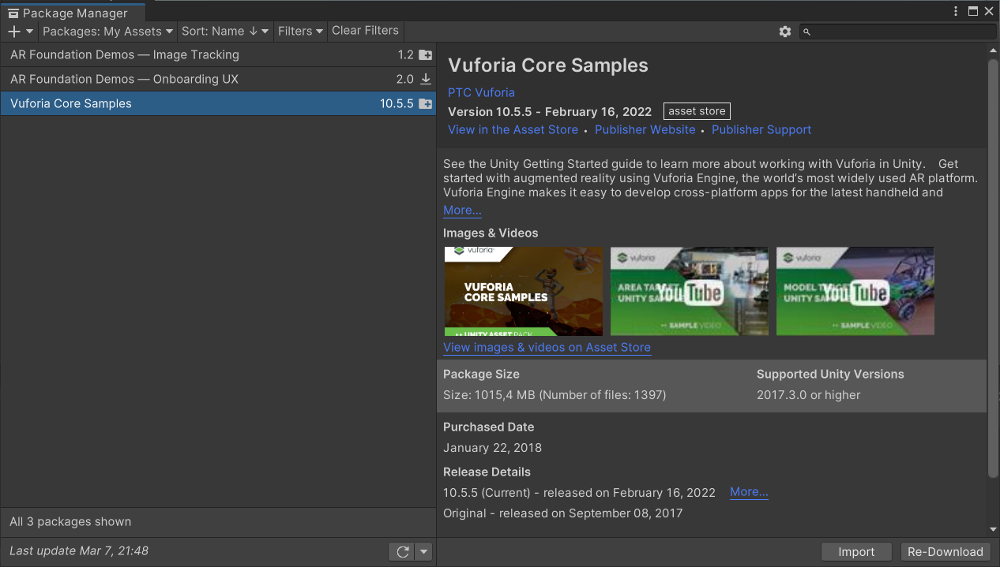 Package Manager
Packages: My Assets
Sort: Name ↓
Filters
Clear Filters
AR Foundation Demos — Image Tracking 1.2
AR Foundation Demos — Onboarding UX 2.0
Vuforia Core Samples 10.5.5
All 3 packages shown
Last update Mar 7, 21:48
Vuforia Core Samples
PTC Vuforia
Version 10.5.5 - February 16, 2022 asset store
View in the Asset Store • Publisher Website • Publisher Support
See the Unity Getting Started guide to learn more about working with Vuforia in Unity. Get
started with augmented reality using Vuforia Engine, the world's most widely used AR platform.
Vuforia Engine makes it easy to develop cross-platform apps for the latest handheld and
More...
Images & Videos
vuforia
VUFORIA
CORE SAMPLES
UNITY ASSET PACK
vuforia
AREA TARGET
UNITY
YouTube
SAMPLE VIDEO
vuforia
MODEL
UNITY
YouTube
SAMPLE VIDEO
View images & videos on Asset Store
Package Size
Size: 1015,4 MB (Number of files: 1397)
Supported Unity Versions
2017.3.0 or higher
Purchased Date
January 22, 2018
Release Details
10.5.5 (Current) - released on February 16, 2022 More...
Original - released on September 08, 2017
Import
Re-Download